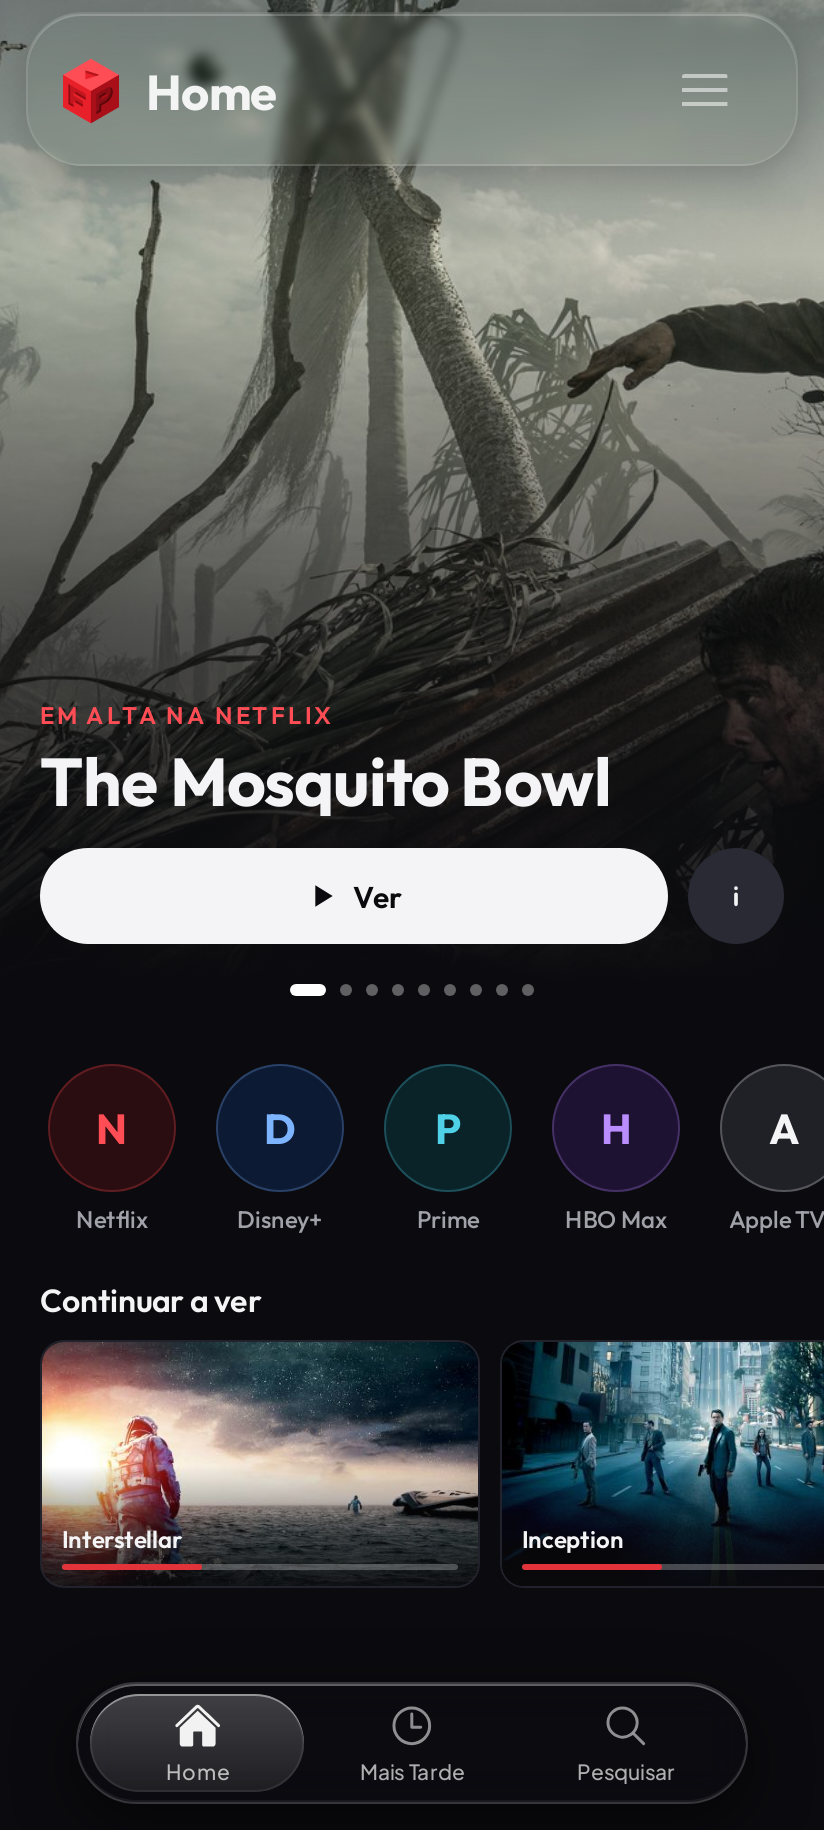 Home
EM ALTA NA NETFLIX
The Mosquito Bowl
Ver
i
N
D
P
H
A
Netflix
Disney+
Prime
HBO Max
Apple TV
Continuar a ver
Interstellar
Inception
Home
Mais Tarde
Pesquisar